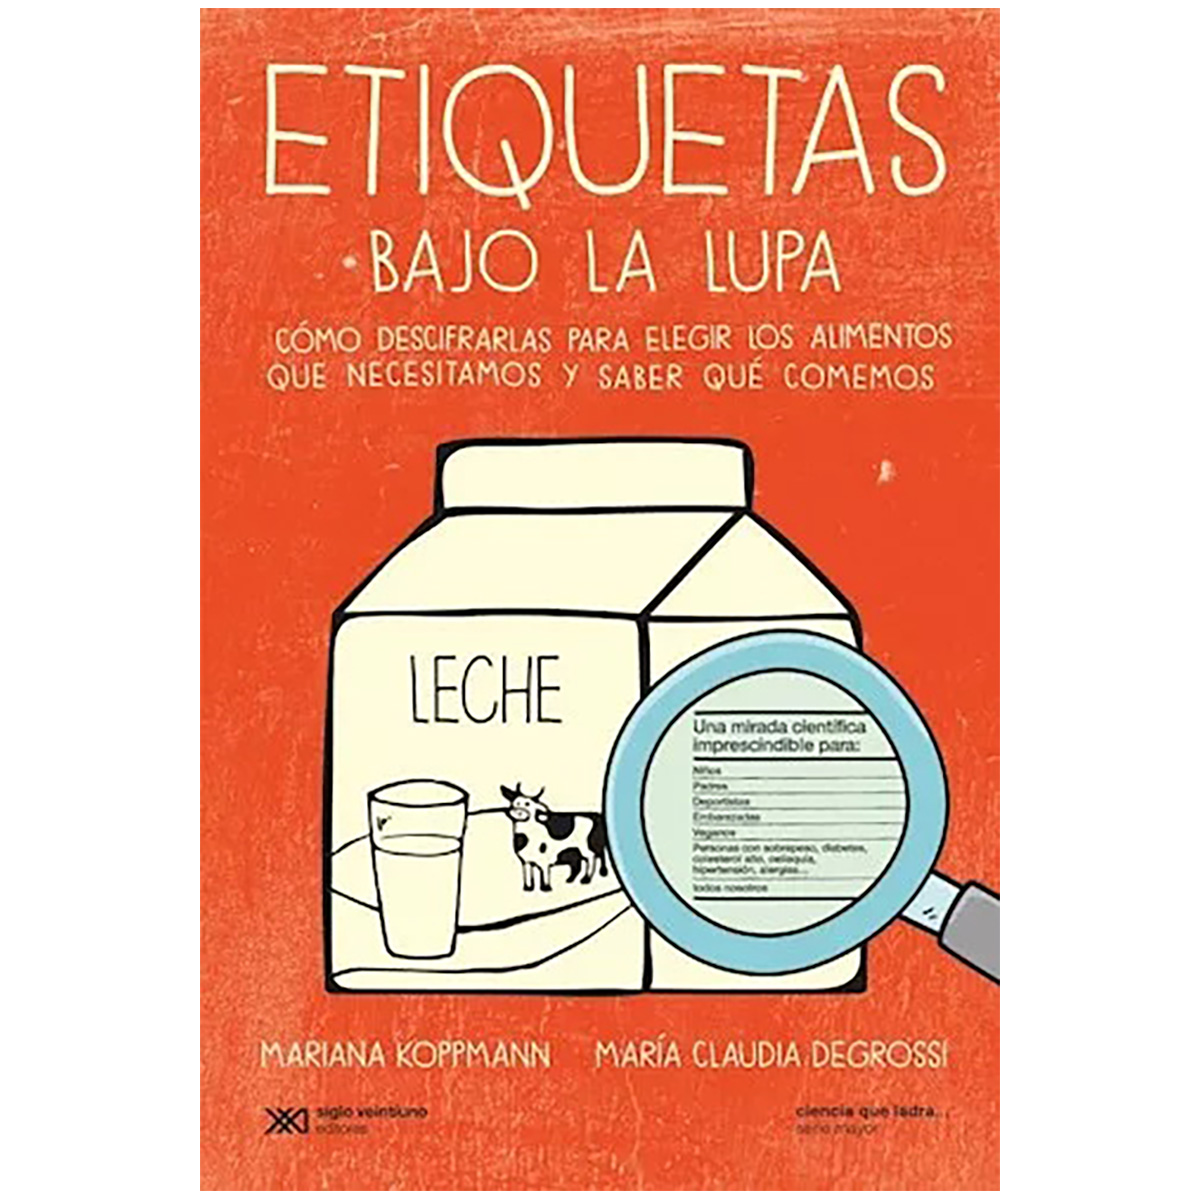 ETIQUETAS
BAJO LA LUPA
CÓMO DESCIFRARLAS PARA ELEGIR LOS ALIMENTOS
QUE NECESITAMOS Y SABER QUÉ COMEMOS
LECHE
Una mirada científica
imprescindible para:
Niños
Padres
Deportistas
Embarazadas
Veganos
Personas con sobrepeso, diabetes,
colesterol alto, celiaquía,
hipertensión, alergias...
todos nosotros
MARIANA KOPPMANN MARÍA CLAUDIA DEGROSSI
siglo veintiuno
editores
ciencia que ladra...
serie mayor